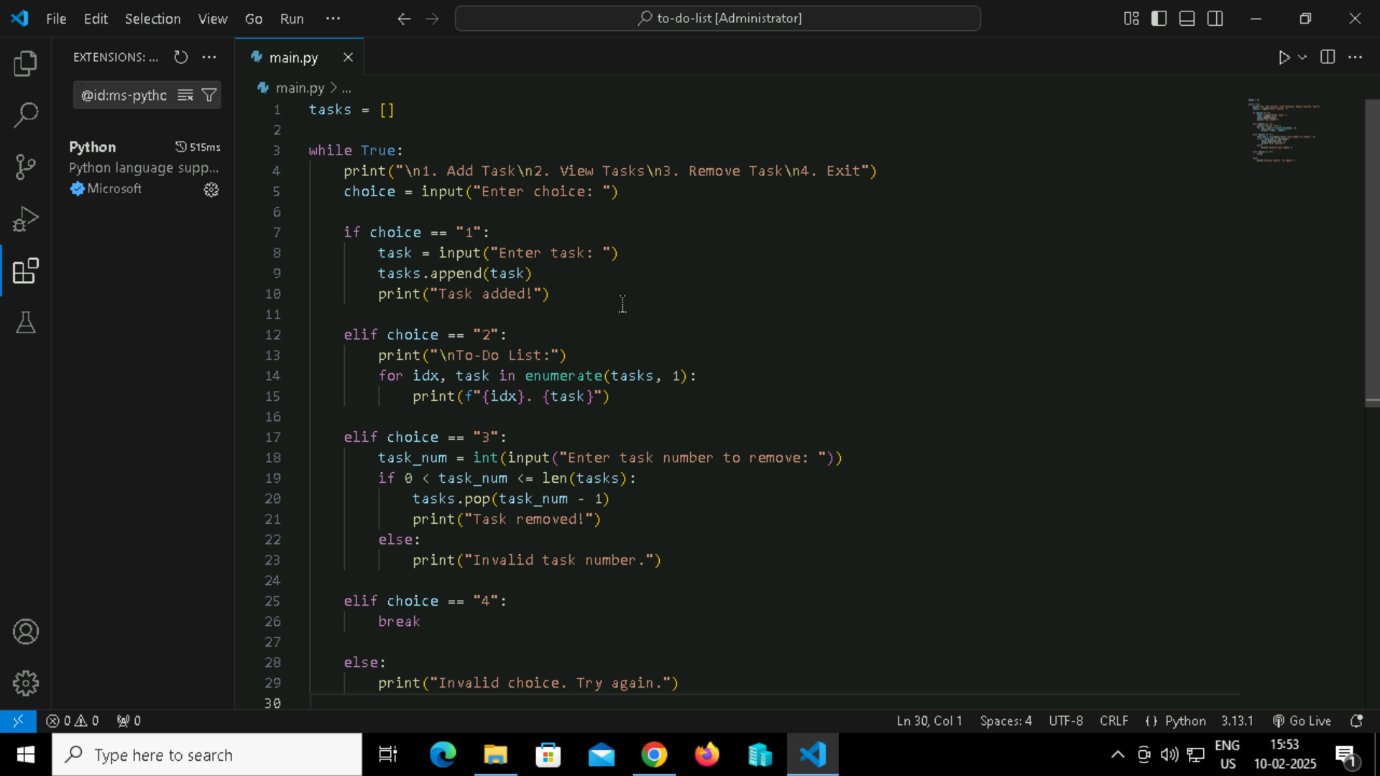 File Edit Selection View Go Run ··· to-do-list [Administrator]
EXTENSIONS: ...
@id:ms-pytho
Python 515ms
Python language supp...
Microsoft
main.py
main.py > ...
1 tasks = []
2
3 while True:
4 print("\n1. Add Task\n2. View Tasks\n3. Remove Task\n4. Exit")
5 choice = input("Enter choice: ")
6
7 if choice == "1":
8 task = input("Enter task: ")
9 tasks.append(task)
10 print("Task added!")
11
12 elif choice == "2":
13 print("\nTo-Do List:")
14 for idx, task in enumerate(tasks, 1):
15 print(f"{idx}. {task}")
16
17 elif choice == "3":
18 task_num = int(input("Enter task number to remove: "))
19 if 0 < task_num <= len(tasks):
20 tasks.pop(task_num - 1)
21 print("Task removed!")
22 else:
23 print("Invalid task number.")
24
25 elif choice == "4":
26 break
27
28 else:
29 print("Invalid choice. Try again.")
30
0 0 0 Ln 30, Col 1 Spaces: 4 UTF-8 CRLF {} Python 3.13.1 Go Live
Type here to search
ENG
US
15:53
10-02-2025
1